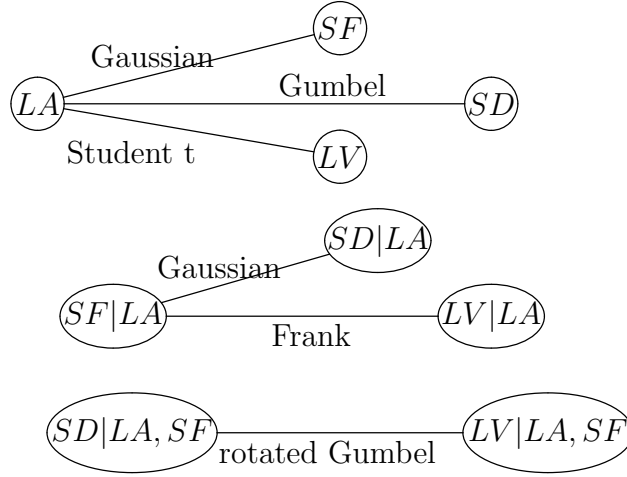 SF
Gaussian
LA
Gumbel
SD
Student t
LV
SD|LA
Gaussian
SF|LA
LV|LA
Frank
SD|LA, SF
LV|LA, SF
rotated Gumbel